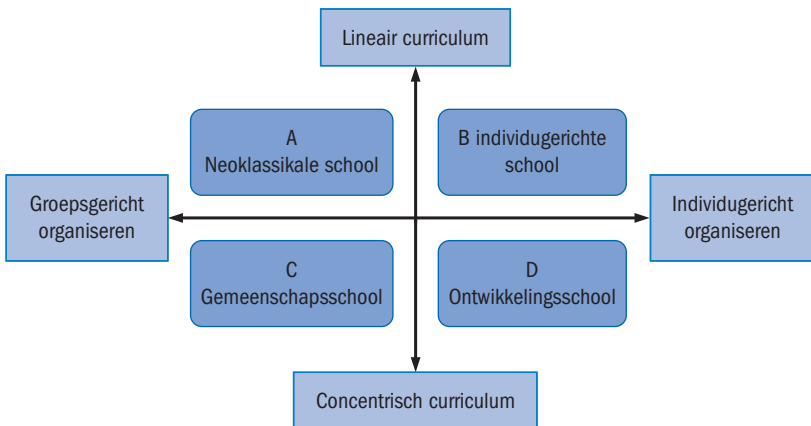 Lineair curriculum
A
Neoklassikale school
B individugerichte
school
Groepsgericht
organiseren
Individugericht
organiseren
C
Gemeenschapsschool
D
Ontwikkelingsschool
Concentrisch curriculum